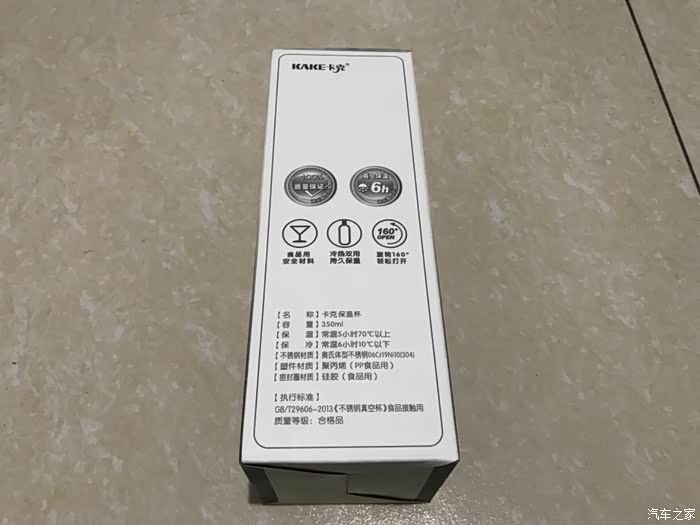 KAKE卡克®
100%
质量保证
真空保温
6h
160°
OPEN
食品用
安全材料
冷热双用
持久保温
旋转160°
轻松打开
【名 称】卡克保温杯
【容 量】350ml
【保 温】常温5小时70℃以上
【保 冷】常温6小时10℃以下
【不锈钢材质】奥氏体型不锈钢06Cr19Ni10(304)
【塑件材质】聚丙烯(PP食品用)
【密封器材质】硅胶(食品用)
【执行标准】
GB/T29606-2013《不锈钢真空杯》食品接触用
质量等级：合格品
汽车之家